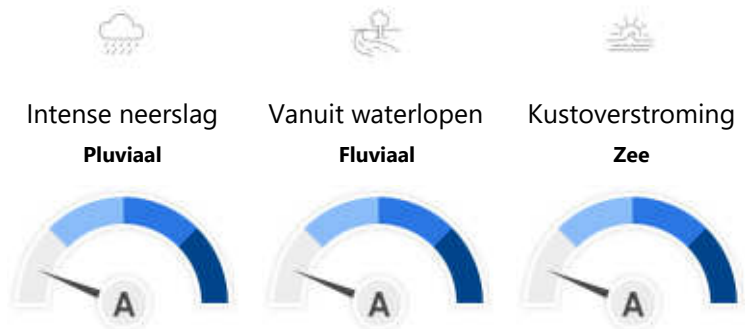 Intense neerslag
Pluviaal
A
Vanuit waterlopen
Fluviaal
A
Kustoverstroming
Zee
A